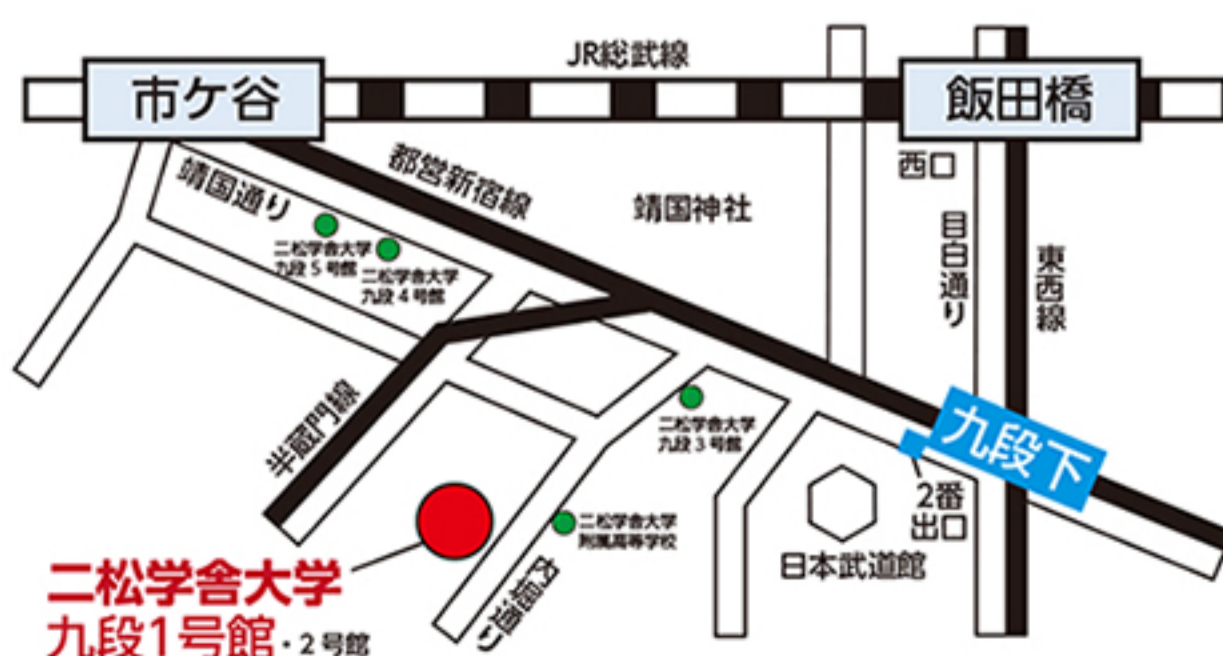 JR総武線
市ケ谷
飯田橋
靖国通り
都営新宿線
靖国神社
西口
目白通り
東西線
二松学舎大学
九段5号館
二松学舎大学
九段4号館
半蔵門線
二松学舎大学
九段3号館
九段下
2番
出口
二松学舎大学
附属高等学校
日本武道館
内堀通り
二松学舎大学
九段1号館・2号館